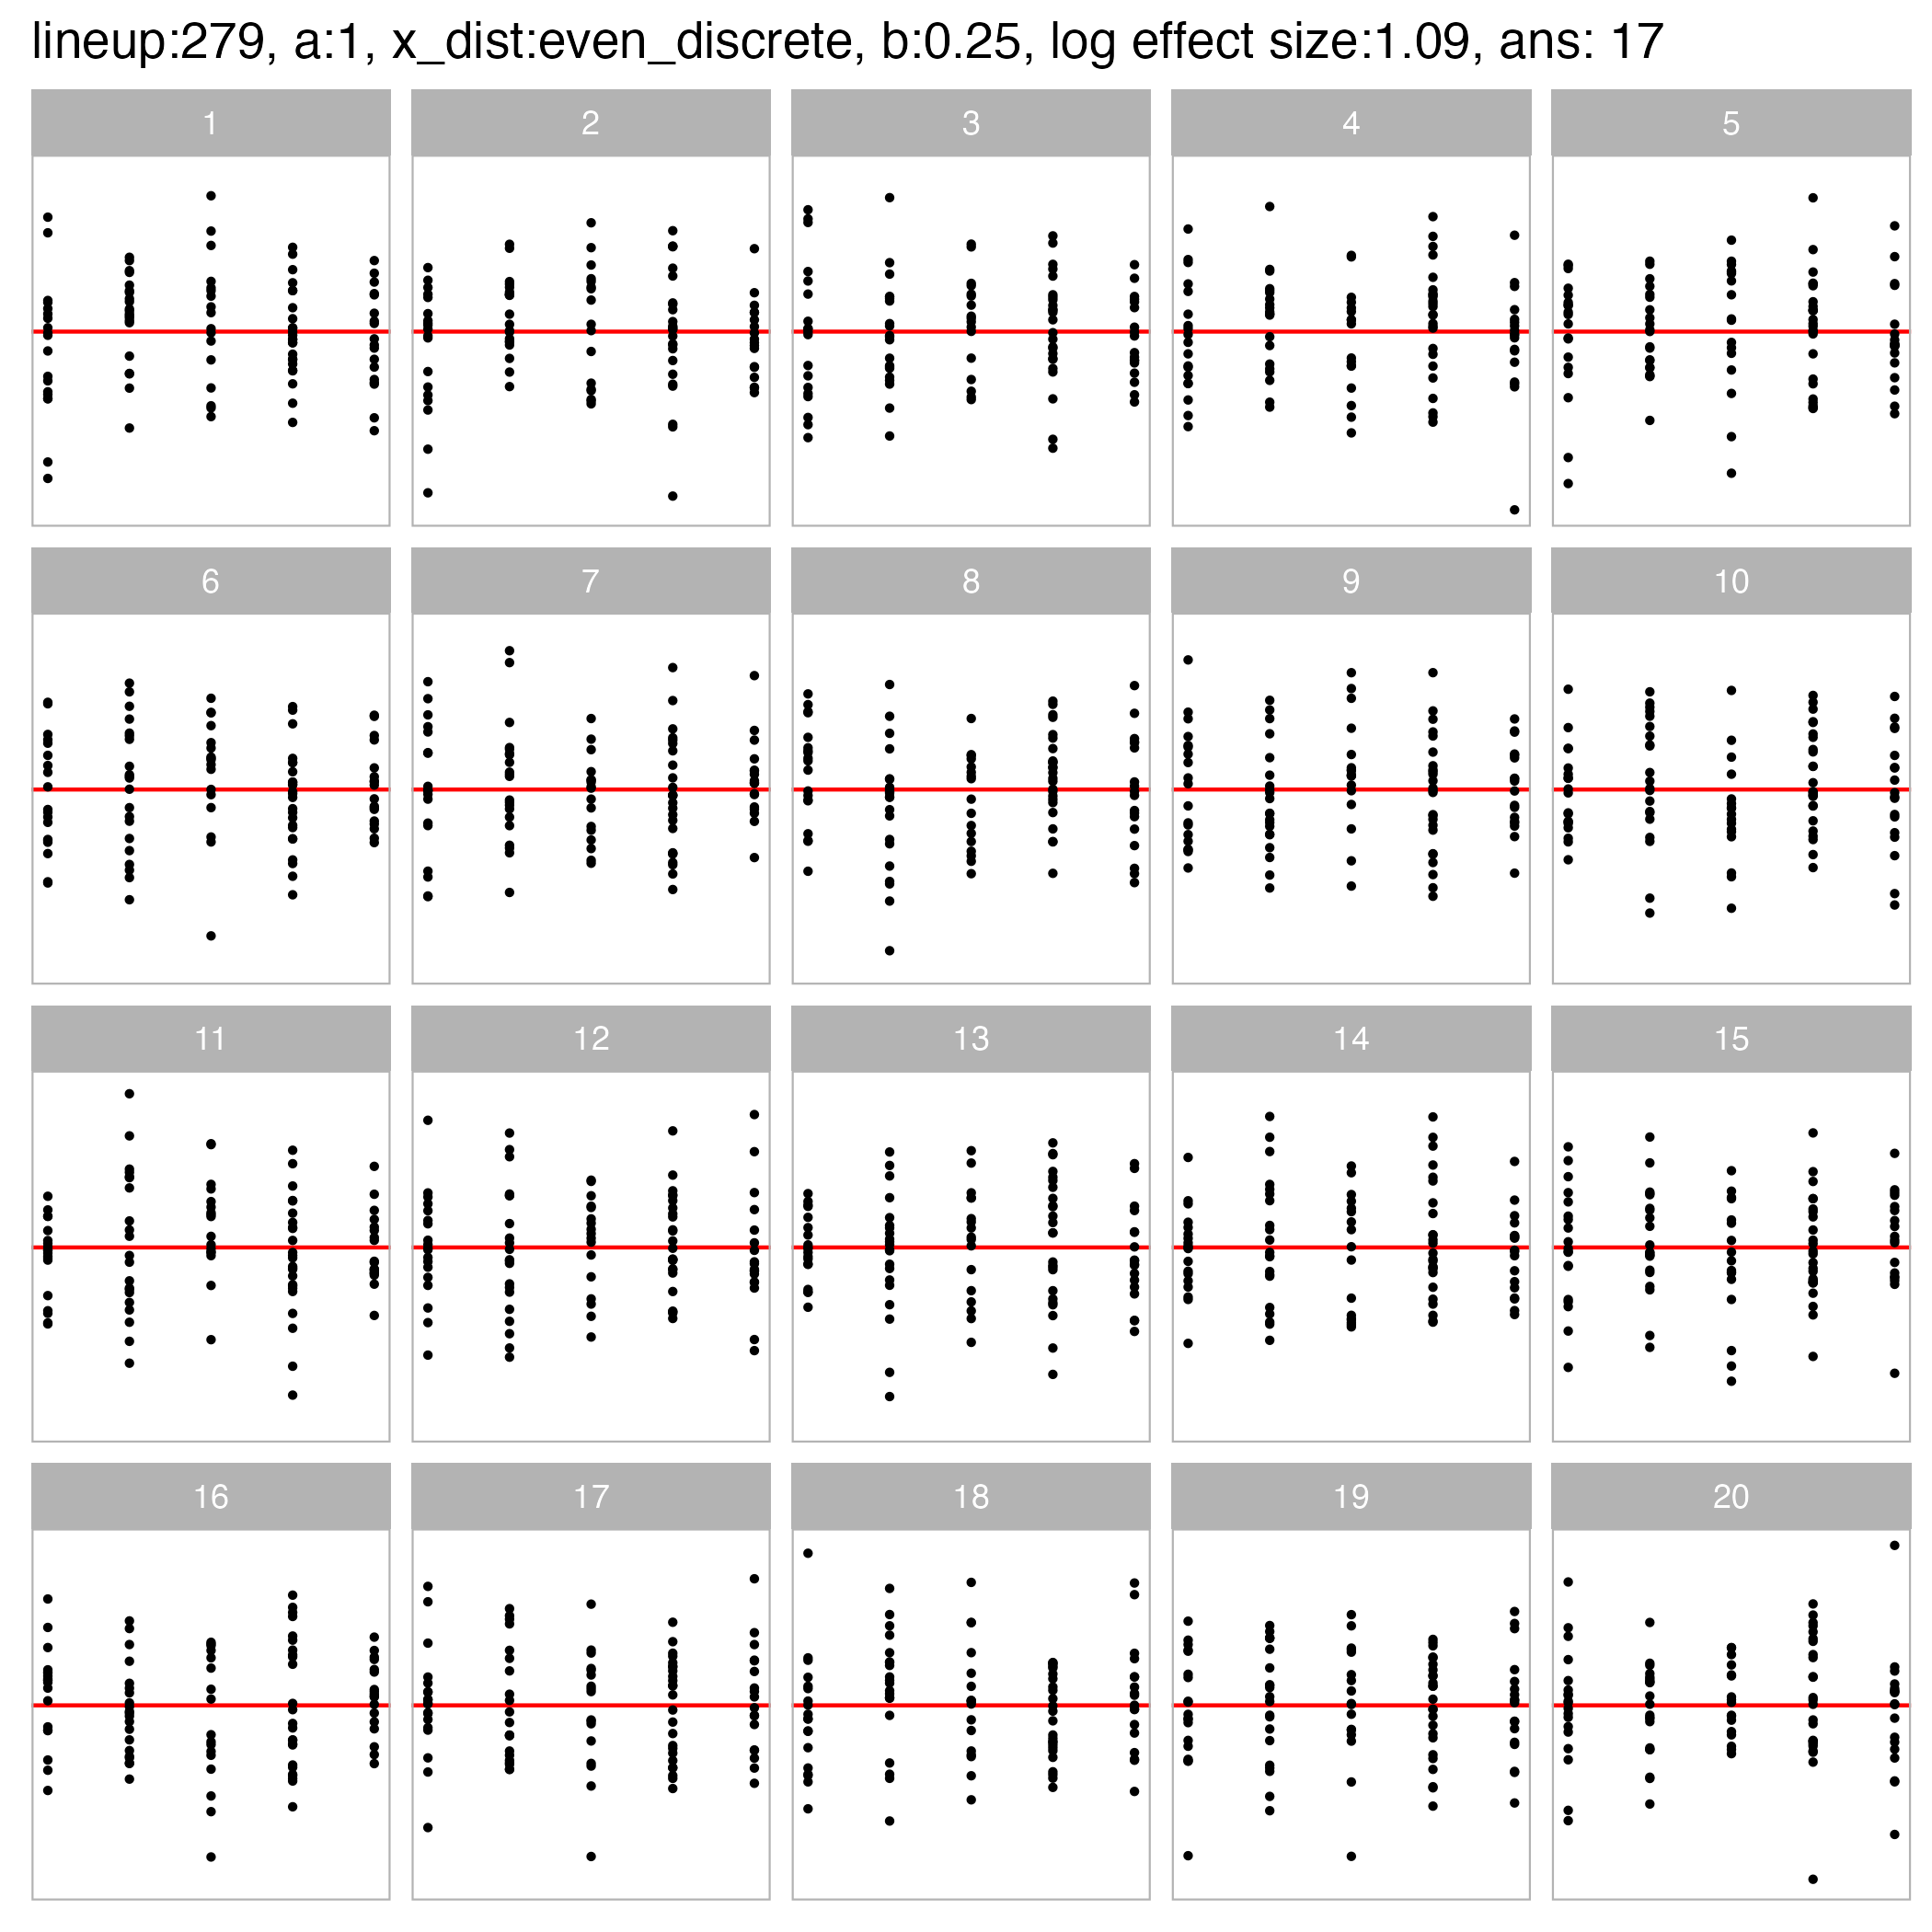 lineup:279, a:1, x_dist:even_discrete, b:0.25, log effect size:1.09, ans: 17
1 2 3 4 5
6 7 8 9 10
11 12 13 14 15
16 17 18 19 20